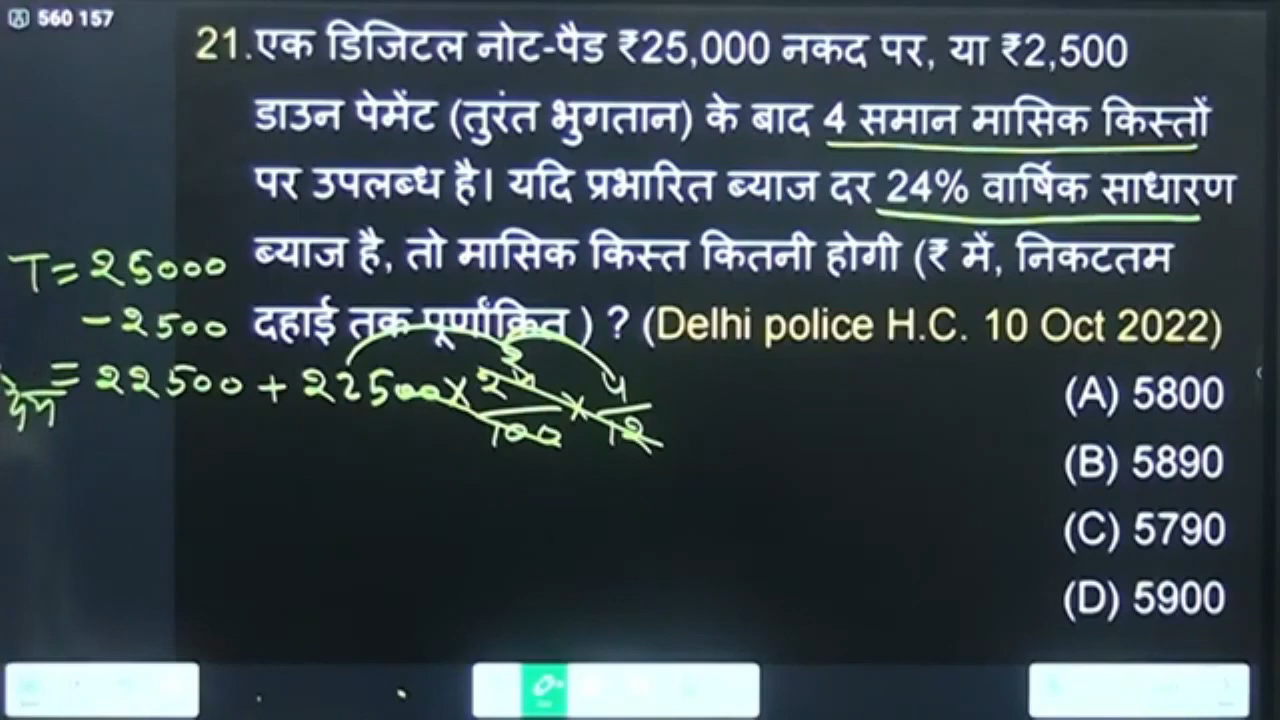 560 157
21.एक डिजिटल नोट-पैड ₹25,000 नकद पर, या ₹2,500
डाउन पेमेंट (तुरंत भुगतान) के बाद 4 समान मासिक किस्तों
पर उपलब्ध है। यदि प्रभारित ब्याज दर 24% वार्षिक साधारण
ब्याज है, तो मासिक किस्त कितनी होगी (₹ में, निकटतम
दहाई तक पूर्णांकित ) ? (Delhi police H.C. 10 Oct 2022)
T = 25000
- 2500
= 22500 + 22500 ×
100 × 4
12
(A) 5800
(B) 5890
(C) 5790
(D) 5900